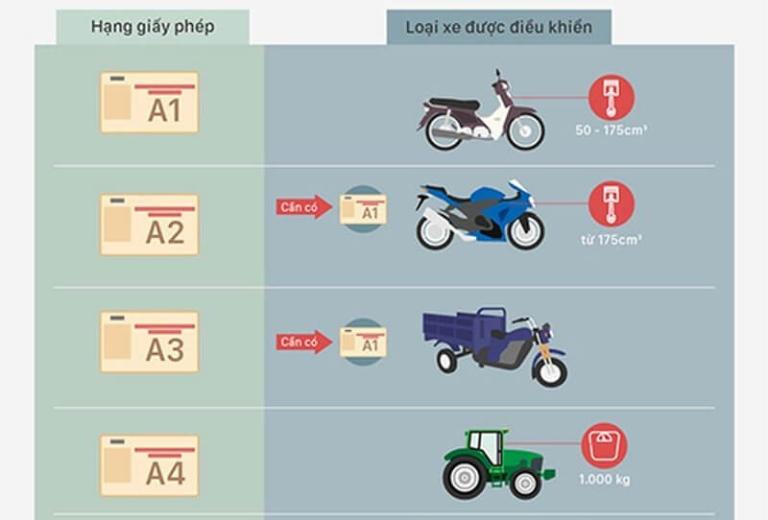 Hạng giấy phép
Loại xe được điều khiển
A1
50 - 175cm³
A2
Cần có
A1
từ 175cm³
A3
Cần có
A1
A4
1.000 kg